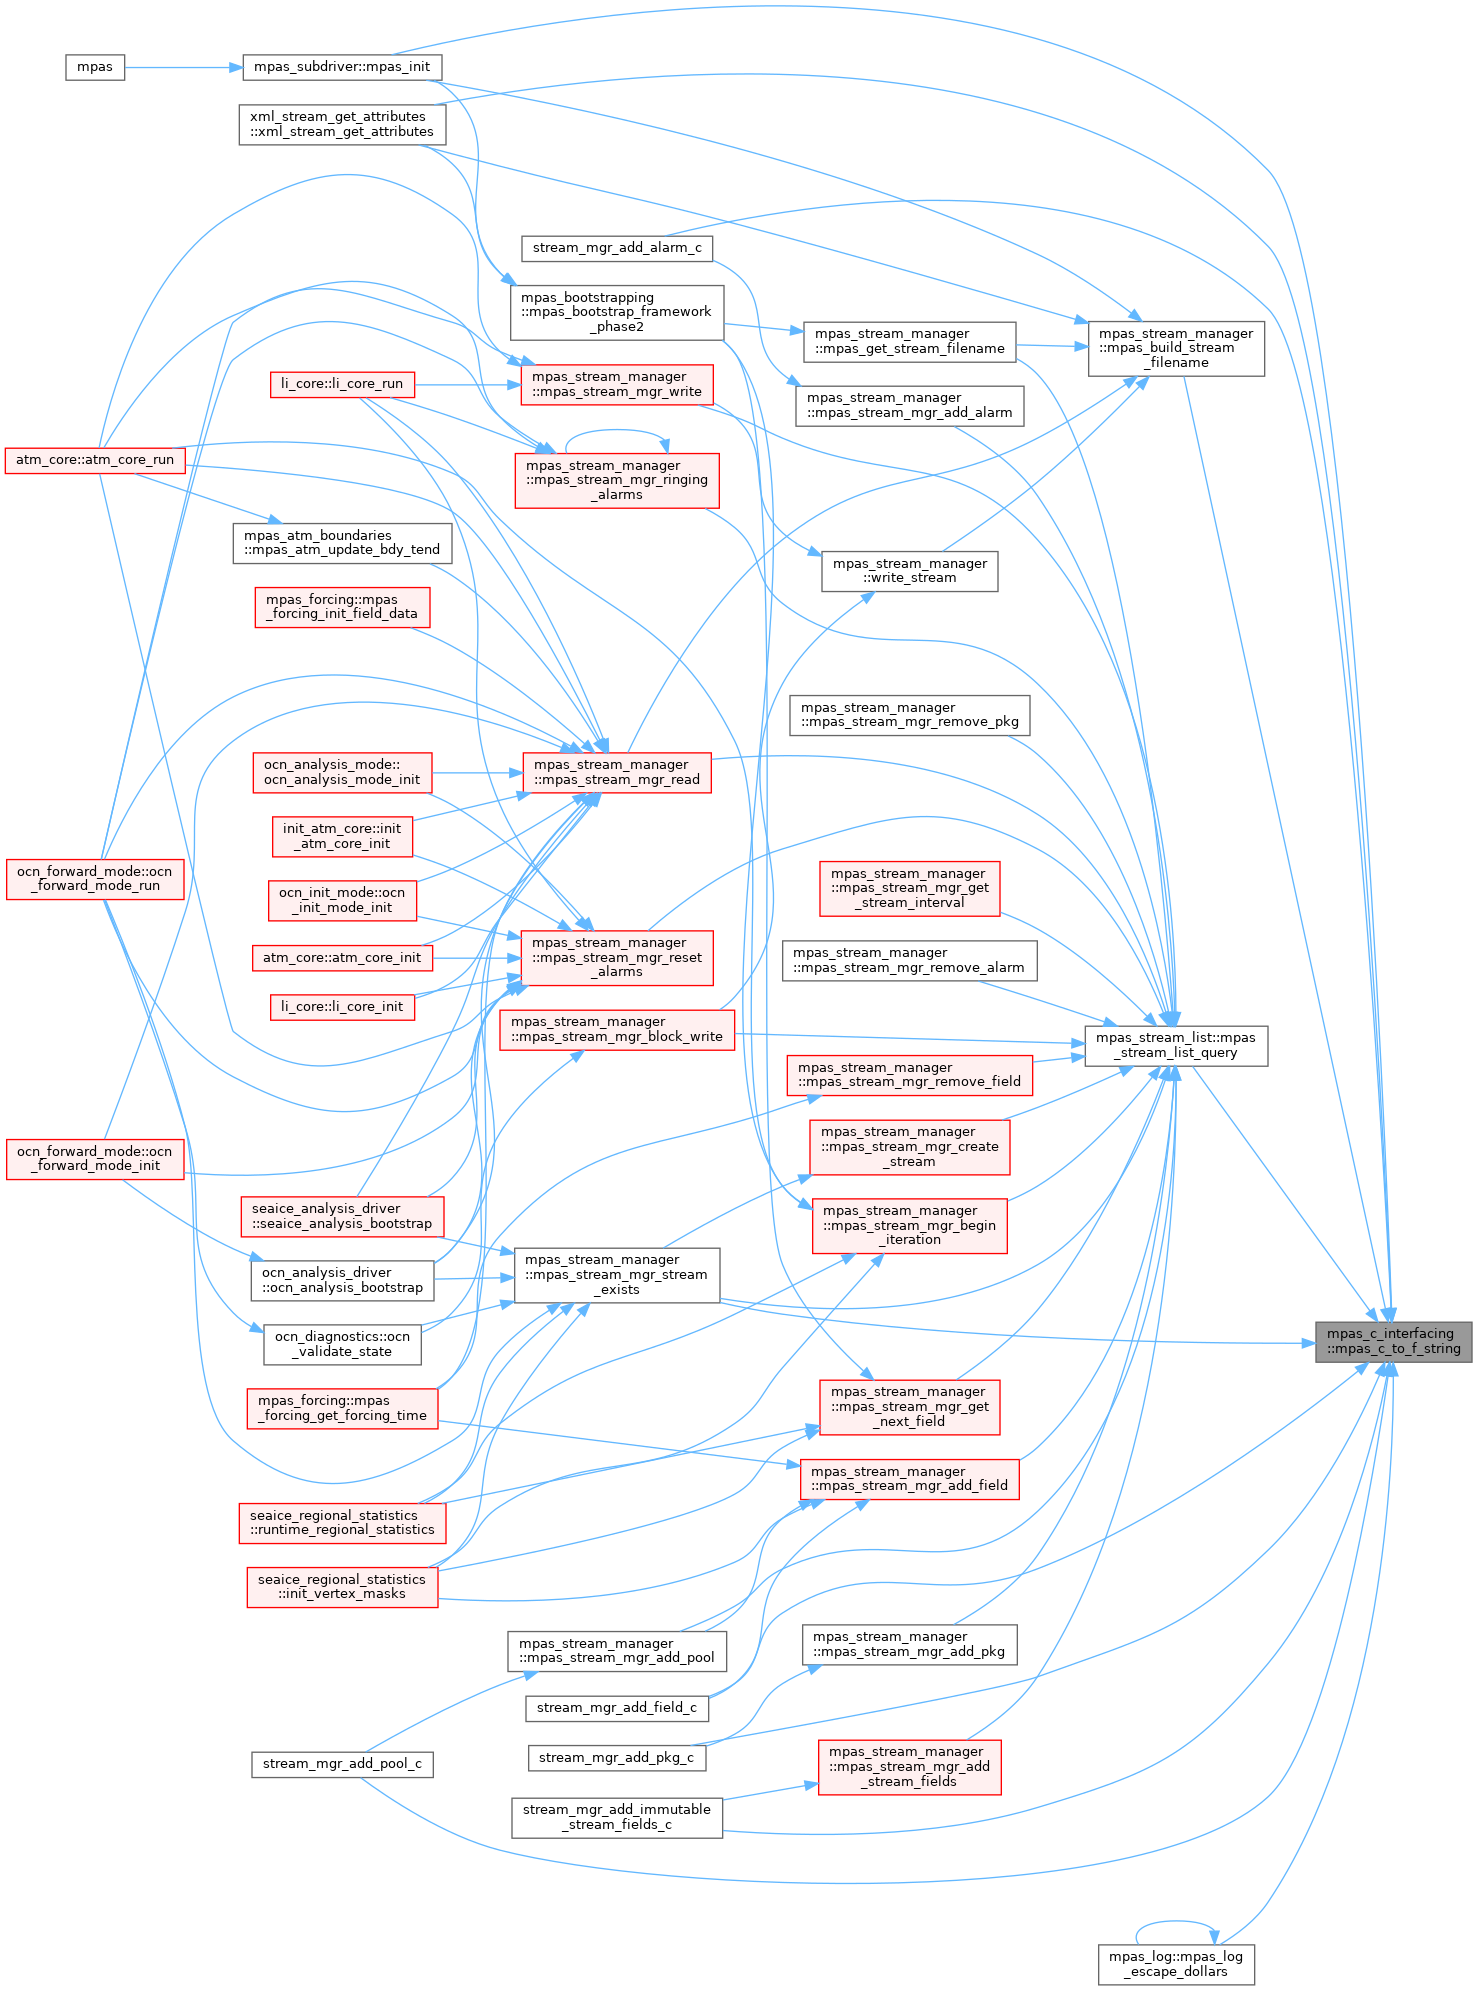 mpas
mpas_subdriver::mpas_init
xml_stream_get_attributes
::xml_stream_get_attributes
stream_mgr_add_alarm_c
mpas_bootstrapping
::mpas_bootstrap_framework
_phase2
mpas_stream_manager
::mpas_get_stream_filename
mpas_stream_manager
::mpas_build_stream
_filename
li_core::li_core_run
mpas_stream_manager
::mpas_stream_mgr_write
mpas_stream_manager
::mpas_stream_mgr_add_alarm
atm_core::atm_core_run
mpas_stream_manager
::mpas_stream_mgr_ringing
_alarms
mpas_atm_boundaries
::mpas_atm_update_bdy_tend
mpas_stream_manager
::write_stream
mpas_forcing::mpas
_forcing_init_field_data
mpas_stream_manager
::mpas_stream_mgr_remove_pkg
ocn_analysis_mode::
ocn_analysis_mode_init
mpas_stream_manager
::mpas_stream_mgr_read
init_atm_core::init
_atm_core_init
ocn_forward_mode::ocn
_forward_mode_run
ocn_init_mode::ocn
_init_mode_init
mpas_stream_manager
::mpas_stream_mgr_get
_stream_interval
atm_core::atm_core_init
mpas_stream_manager
::mpas_stream_mgr_reset
_alarms
mpas_stream_manager
::mpas_stream_mgr_remove_alarm
li_core::li_core_init
mpas_stream_manager
::mpas_stream_mgr_block_write
mpas_stream_list::mpas
_stream_list_query
mpas_stream_manager
::mpas_stream_mgr_remove_field
ocn_forward_mode::ocn
_forward_mode_init
mpas_stream_manager
::mpas_stream_mgr_create
_stream
seaice_analysis_driver
::seaice_analysis_bootstrap
mpas_stream_manager
::mpas_stream_mgr_begin
_iteration
ocn_analysis_driver
::ocn_analysis_bootstrap
mpas_stream_manager
::mpas_stream_mgr_stream
_exists
ocn_diagnostics::ocn
_validate_state
mpas_c_interfacing
::mpas_c_to_f_string
mpas_forcing::mpas
_forcing_get_forcing_time
mpas_stream_manager
::mpas_stream_mgr_get
_next_field
mpas_stream_manager
::mpas_stream_mgr_add_field
seaice_regional_statistics
::runtime_regional_statistics
seaice_regional_statistics
::init_vertex_masks
mpas_stream_manager
::mpas_stream_mgr_add_pool
mpas_stream_manager
::mpas_stream_mgr_add_pkg
stream_mgr_add_field_c
stream_mgr_add_pool_c
stream_mgr_add_pkg_c
mpas_stream_manager
::mpas_stream_mgr_add
_stream_fields
stream_mgr_add_immutable
_stream_fields_c
mpas_log::mpas_log
_escape_dollars